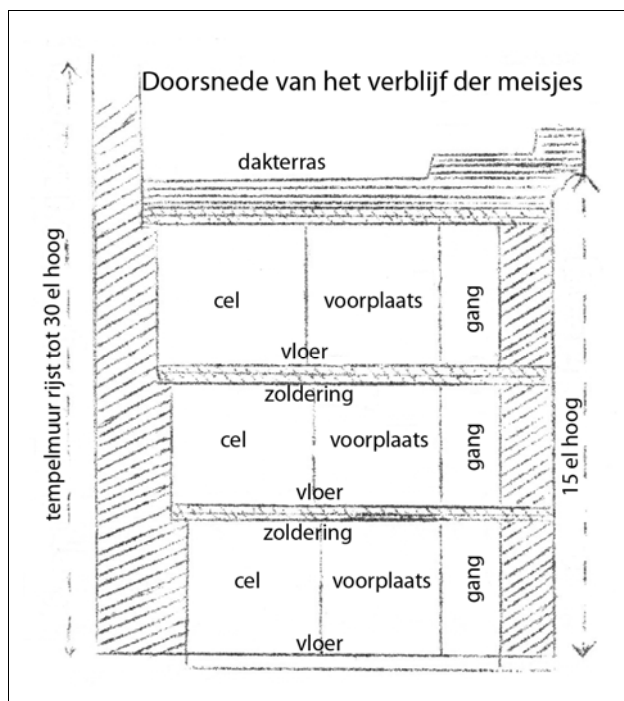 Doorsnede van het verblijf der meisjes
dakterras
tempelmuur rijst tot 30 el hoog
cel voorplaats gang
vloer
zoldering
cel voorplaats gang
vloer
zoldering
cel voorplaats gang
vloer
15 el hoog